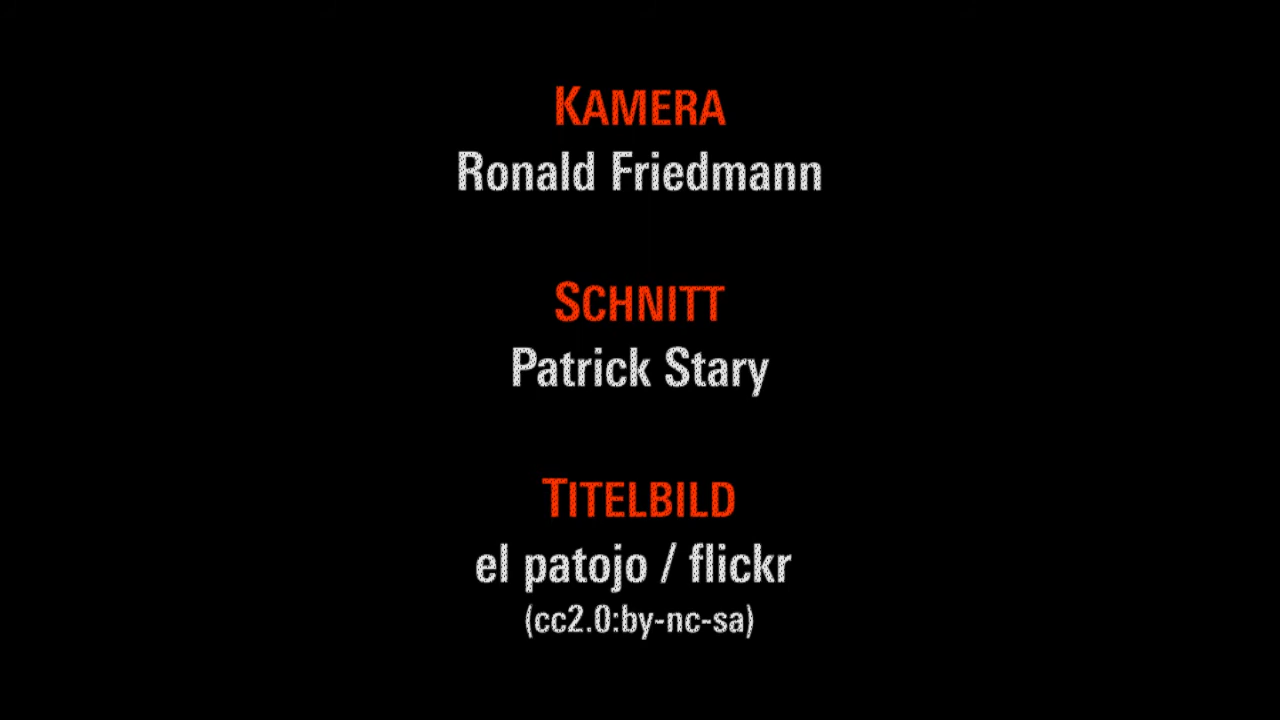 KAMERA
Ronald Friedmann
SCHNITT
Patrick Stary
TITELBILD
el patojo / flickr
(cc2.0:by-nc-sa)